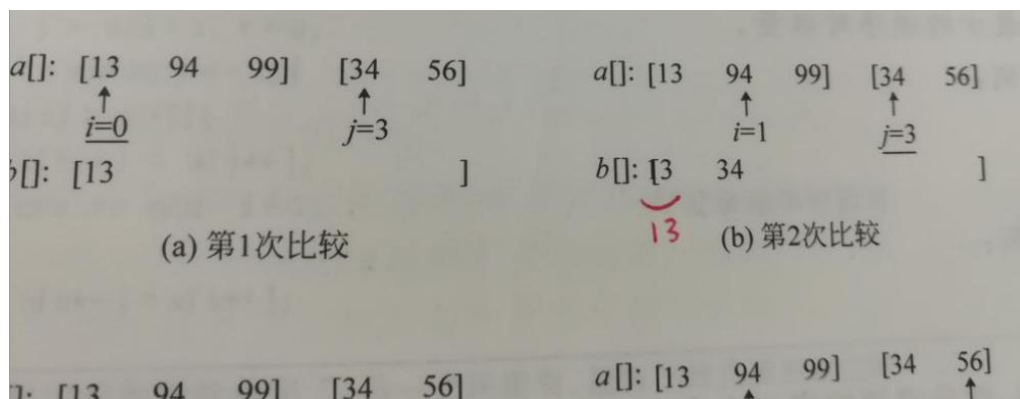 a[]: [13 94 99] [34 56]
i=0 j=3
b[]: [13 ]
(a) 第1次比较
a[]: [13 94 99] [34 56]
i=1 j=3
b[]: [3 34 ]
13
(b) 第2次比较
[13 94 99] [34 56]
a[]: [13 94 99] [34 56]